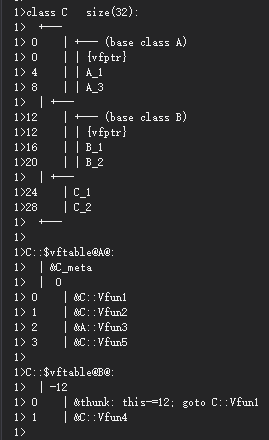 1>class C    size(32):
1>  +---
1> 0    | +--- (base class A)
1> 0    | | {vfptr}
1> 4    | | A_1
1> 8    | | A_3
1>    | +---
1>12    | +--- (base class B)
1>12    | | {vfptr}
1>16    | | B_1
1>20    | | B_2
1>    | +---
1>24    | C_1
1>28    | C_2
1>  +---
1>
1>C::$vftable@A@:
1>    | &C_meta
1>    |  0
1> 0    | &C::Vfun1
1> 1    | &C::Vfun2
1> 2    | &A::Vfun3
1> 3    | &C::Vfun5
1>
1>C::$vftable@B@:
1>    | -12
1> 0    | &thunk: this-=12; goto C::Vfun1
1> 1    | &C::Vfun4
1>